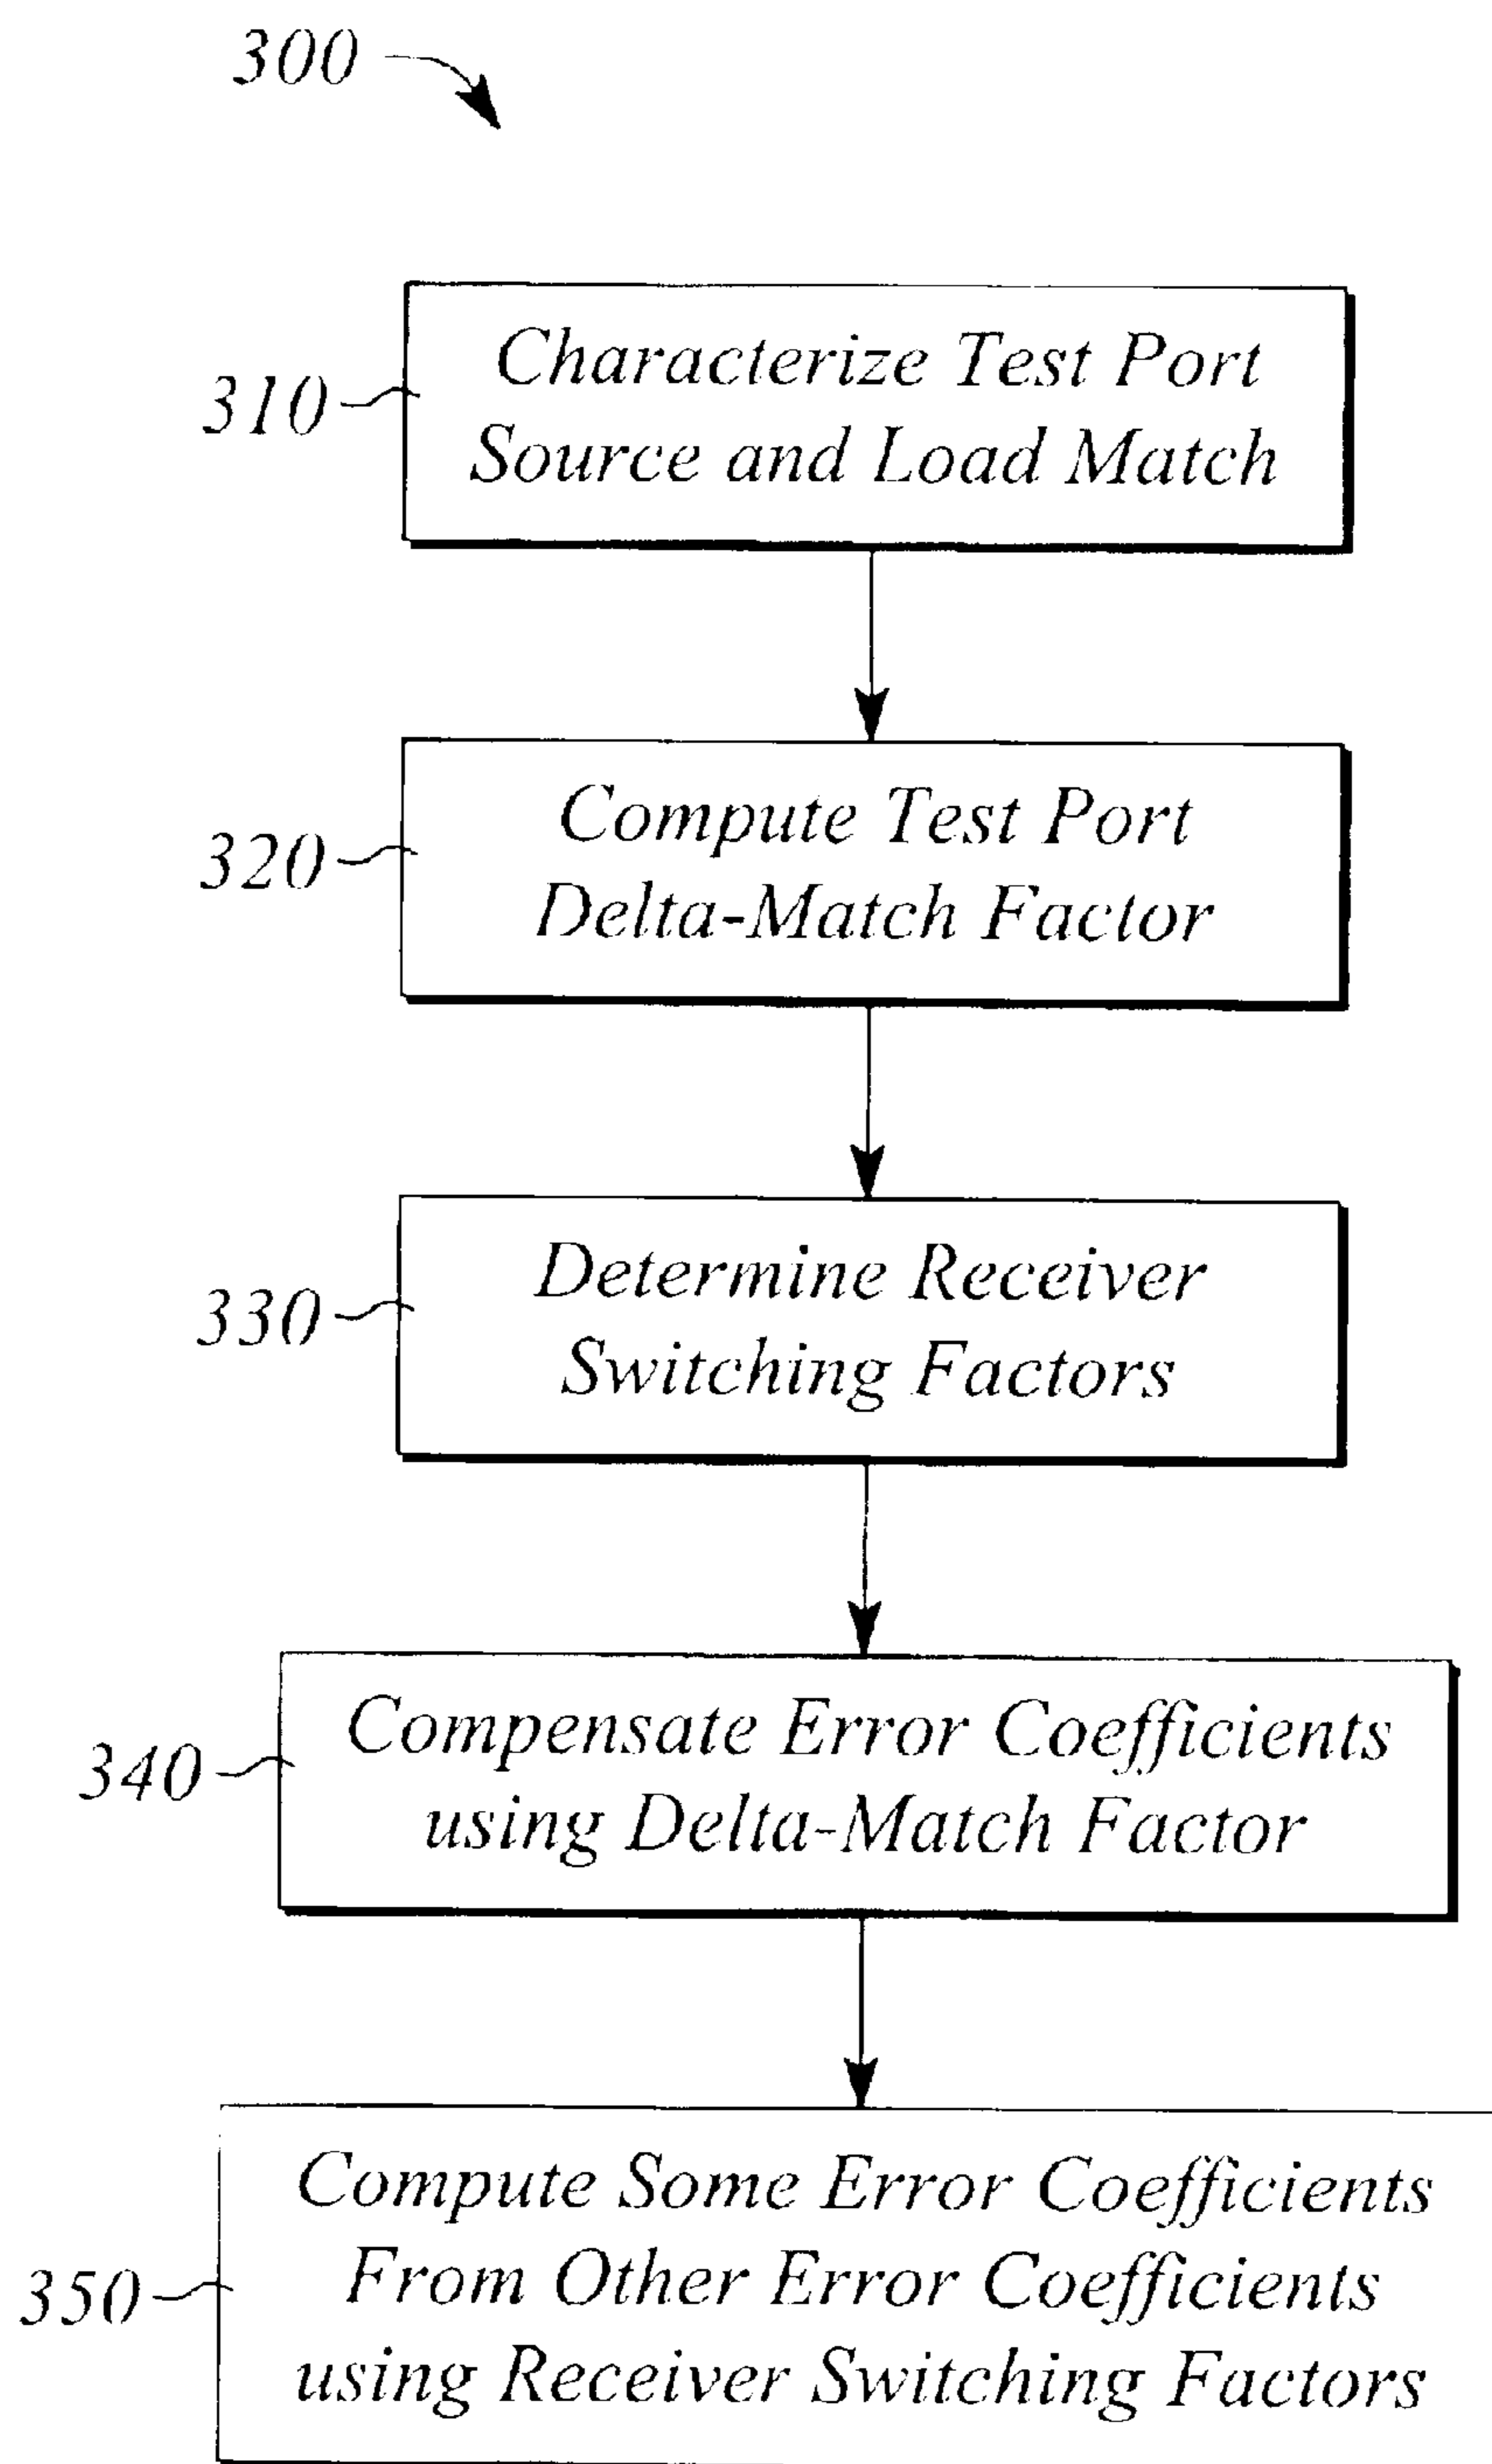 300
310
Characterize Test Port
Source and Load Match
320
Compute Test Port
Delta-Match Factor
330
Determine Receiver
Switching Factors
340
Compensate Error Coefficients
using Delta-Match Factor
350
Compute Some Error Coefficients
From Other Error Coefficients
using Receiver Switching Factors